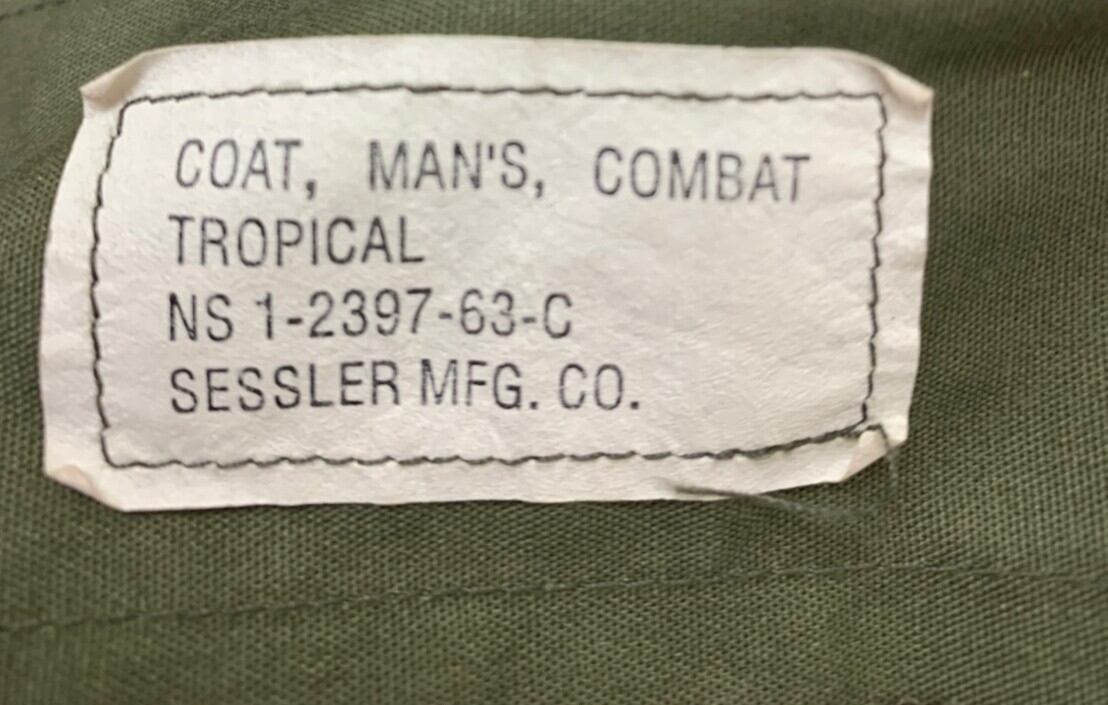 COAT, MAN'S, COMBAT
TROPICAL
NS 1-2397-63-C
SESSLER MFG. CO.